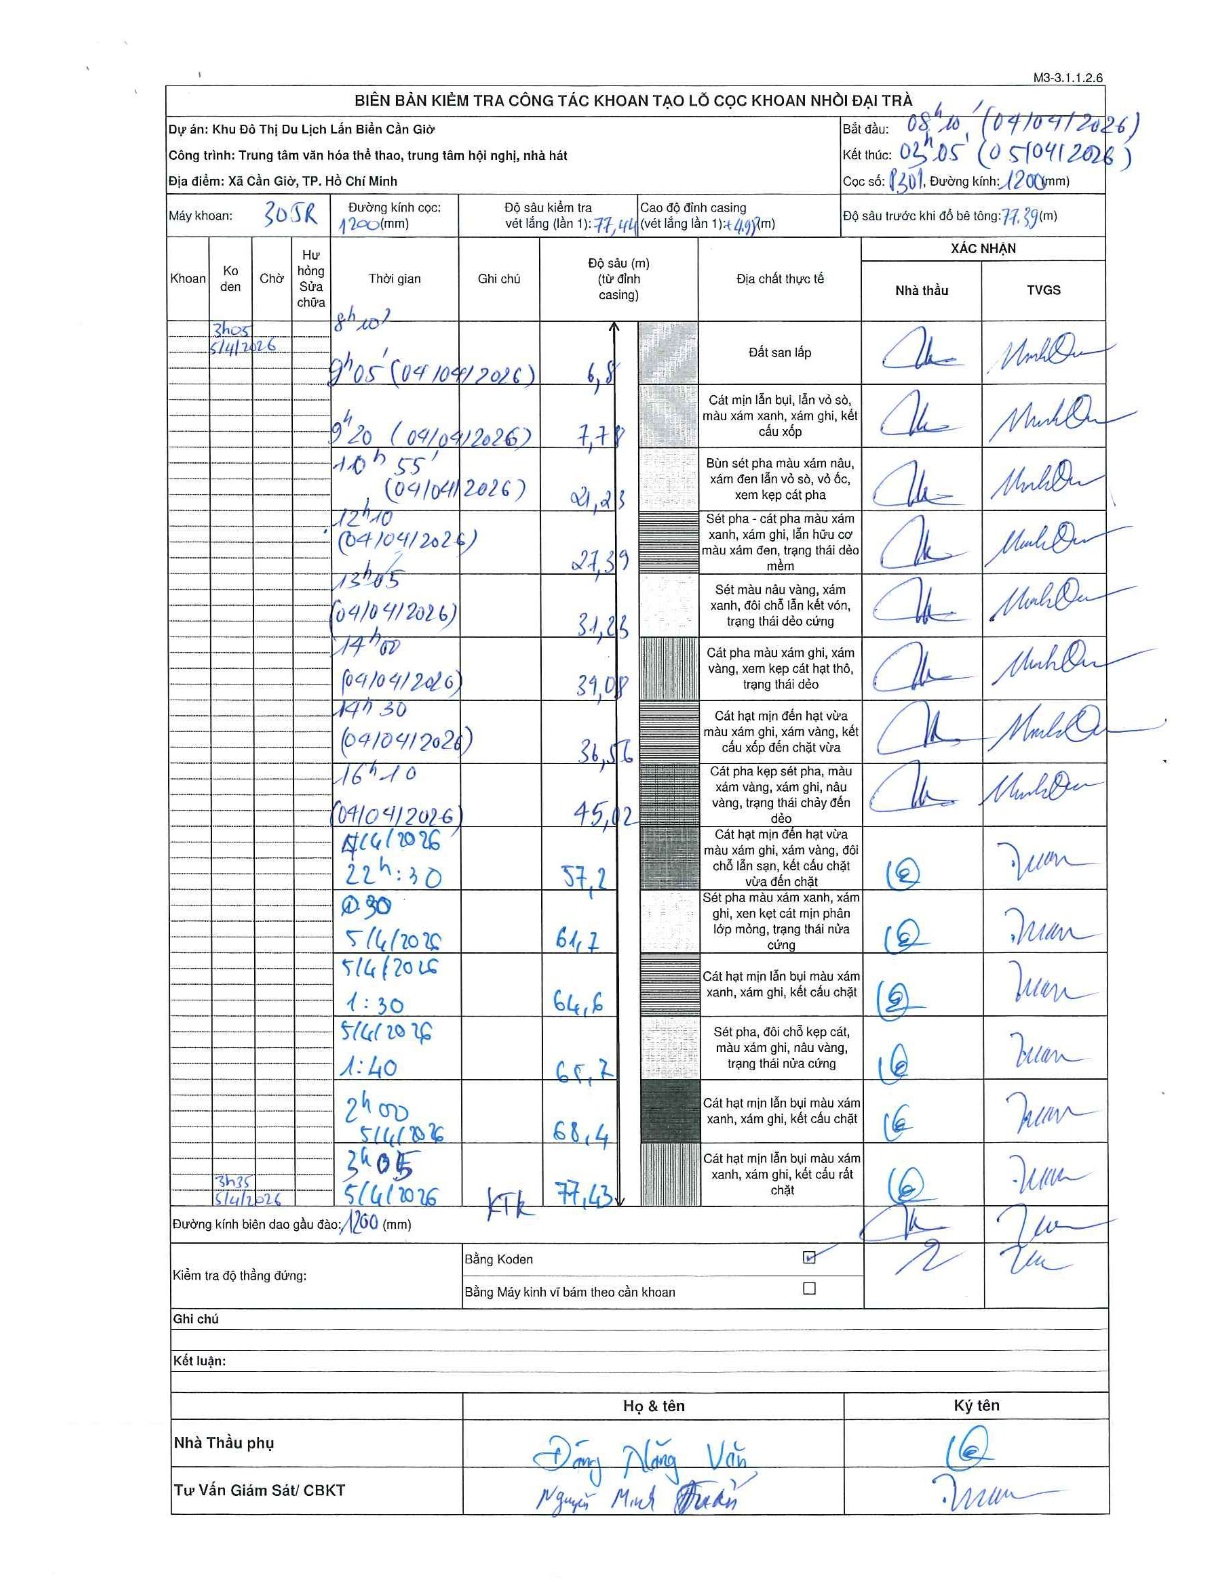 M3-3.1.1.2.6
BIÊN BẢN KIỂM TRA CÔNG TÁC KHOAN TẠO LỖ CỌC KHOAN NHỒI ĐẠI TRÀ
Dự án: Khu Đô Thị Du Lịch Lấn Biển Cần Giờ
Công trình: Trung tâm văn hóa thể thao, trung tâm hội nghị, nhà hát
Địa điểm: Xã Cần Giờ, TP. Hồ Chí Minh
Bắt đầu: 08h10' (04/04/2026)
Kết thúc: 03h05' (05/04/2026)
Cọc số: P301, Đường kính: 1200(mm)
Máy khoan: 305R
Đường kính cọc: 1200(mm)
Độ sâu kiểm tra vét lắng (lần 1): 77,44
Cao độ đỉnh casing (vét lắng lần 1): +4.97(m)
Độ sâu trước khi đổ bê tông: 77.39(m)
Khoan
Ko den
Chờ
Hư hỏng Sửa chữa
Thời gian
Ghi chú
Độ sâu (m) (từ đỉnh casing)
Địa chất thực tế
XÁC NHẬN
Nhà thầu
TVGS
3h05
5/4/2026
8h10'
9h05' (04/04/2026)
6,8
Đất san lấp
9h20 (04/04/2026)
7,78
Cát mịn lẫn bụi, lẫn vỏ sò,
màu xám xanh, xám ghi, kết
cấu xốp
10h 55'
(04/04/2026)
21,23
Bùn sét pha màu xám nâu,
xám đen lẫn vỏ sò, vỏ ốc,
xem kẹp cát pha
12h10
(04/04/2026)
27,39
Sét pha - cát pha màu xám
xanh, xám ghi, lẫn hữu cơ
màu xám đen, trạng thái dẻo
mềm
13h05
(04/04/2026)
31,23
Sét màu nâu vàng, xám
xanh, đôi chỗ lẫn kết vón,
trạng thái dẻo cứng
14h00
(04/04/2026)
39,08
Cát pha màu xám ghi, xám
vàng, xem kẹp cát hạt thô,
trạng thái dẻo
14h30
(04/04/2026)
36,56
Cát hạt mịn đến hạt vừa
màu xám ghi, xám vàng, kết
cấu xốp đến chặt vừa
16h10
(04/04/2026)
45,02
Cát pha kẹp sét pha, màu
xám vàng, xám ghi, nâu
vàng, trạng thái chảy đến
dẻo
4/4/2026
22h:30
57,2
Cát hạt mịn đến hạt vừa
màu xám ghi, xám vàng, đôi
chỗ lẫn sạn, kết cấu chặt
vừa đến chặt
5/4/2026
61,7
Sét pha màu xám xanh, xám
ghi, xen kẹt cát mịn phân
lớp mỏng, trạng thái nửa
cứng
5/4/2026
1:30
64,6
Cát hạt mịn lẫn bụi màu xám
xanh, xám ghi, kết cấu chặt
5/4/2026
1:40
65,7
Sét pha, đôi chỗ kẹp cát,
màu xám ghi, nâu vàng,
trạng thái nửa cứng
2h00
5/4/2026
68,4
Cát hạt mịn lẫn bụi màu xám
xanh, xám ghi, kết cấu chặt
3h35
5/4/2026
3h05
5/4/2026
KTK
77,43
Cát hạt mịn lẫn bụi màu xám
xanh, xám ghi, kết cấu rất
chặt
Đường kính biên dao gầu đào: 1200 (mm)
Kiểm tra độ thẳng đứng:
Bằng Koden
Bằng Máy kinh vĩ bám theo cần khoan
Ghi chú
Kết luận:
Họ & tên
Ký tên
Nhà Thầu phụ
Đặng Năng Văn
Tư Vấn Giám Sát/ CBKT
Nguyễn Minh Tuấn